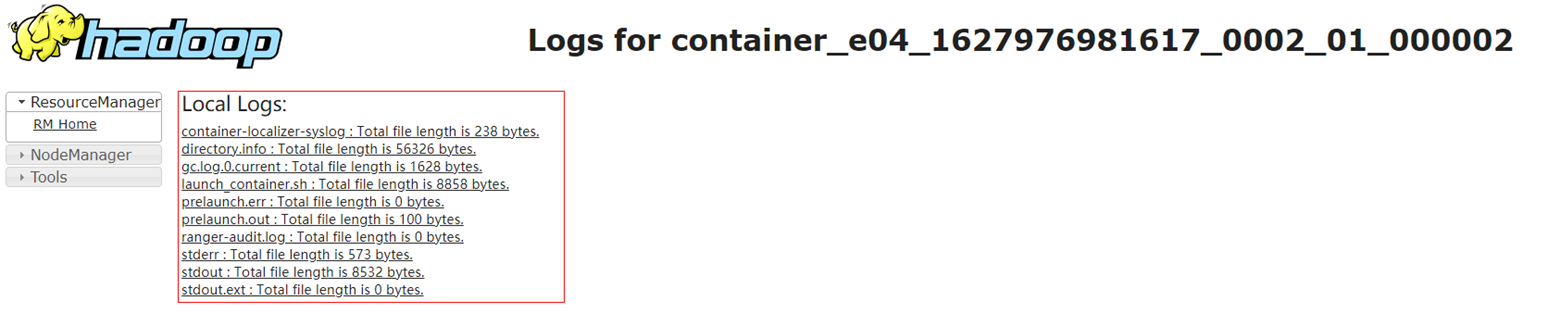 hadoop
Logs for container_e04_1627976981617_0002_01_000002
ResourceManager
RM Home
NodeManager
Tools
Local Logs:
container-localizer-syslog : Total file length is 238 bytes.
directory.info : Total file length is 56326 bytes.
gc.log.0.current : Total file length is 1628 bytes.
launch_container.sh : Total file length is 8858 bytes.
prelaunch.err : Total file length is 0 bytes.
prelaunch.out : Total file length is 100 bytes.
ranger-audit.log : Total file length is 0 bytes.
stderr : Total file length is 573 bytes.
stdout : Total file length is 8532 bytes.
stdout.ext : Total file length is 0 bytes.